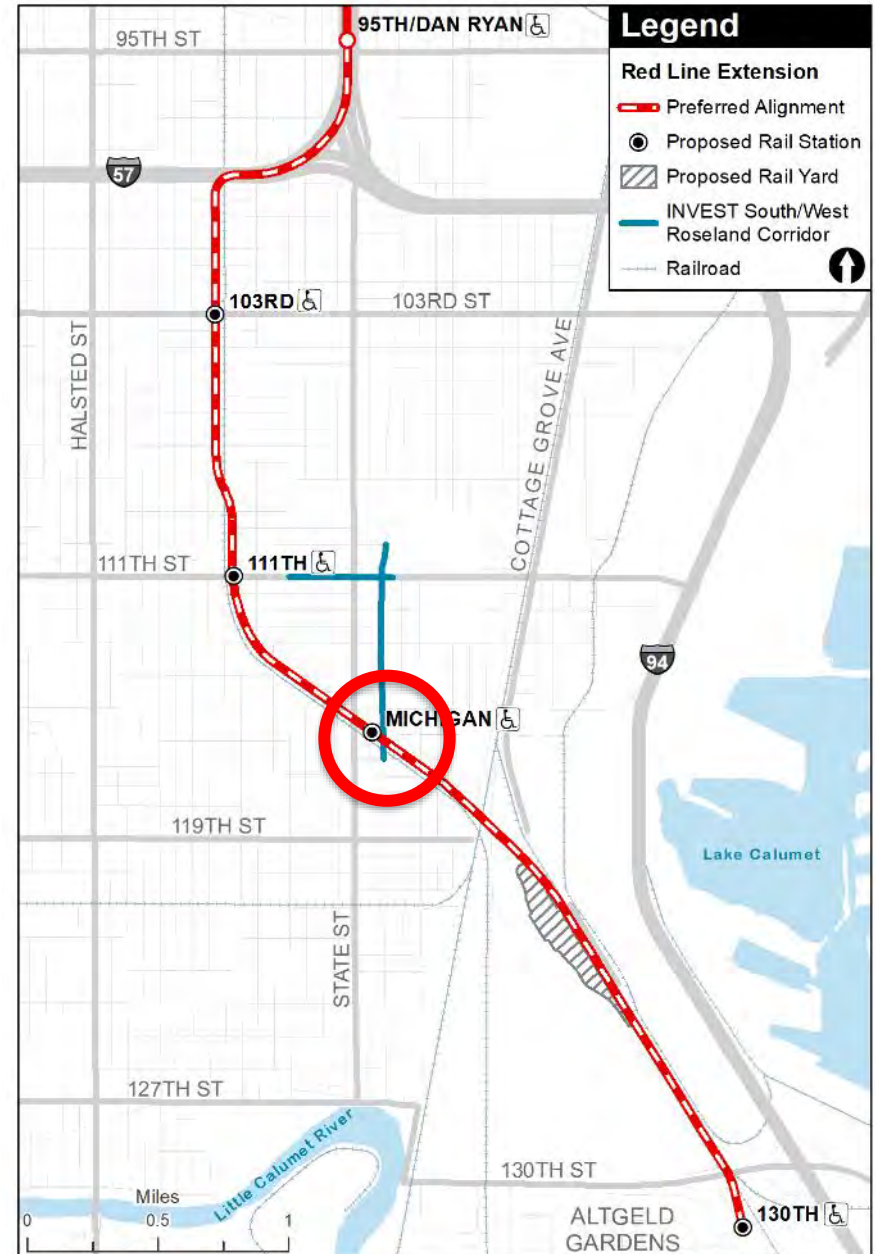 95TH/DAN RYAN
95TH ST
Legend
Red Line Extension
Preferred Alignment
Proposed Rail Station
Proposed Rail Yard
INVEST South/West
Roseland Corridor
Railroad
57
103RD
103RD ST
HALSTED ST
COTTAGE GROVE AVE
111TH ST
111TH
94
MICHIGAN
119TH ST
Lake Calumet
STATE ST
127TH ST
Little Calumet River
130TH ST
Miles
0 0.5 1
ALTGELD
GARDENS
130TH